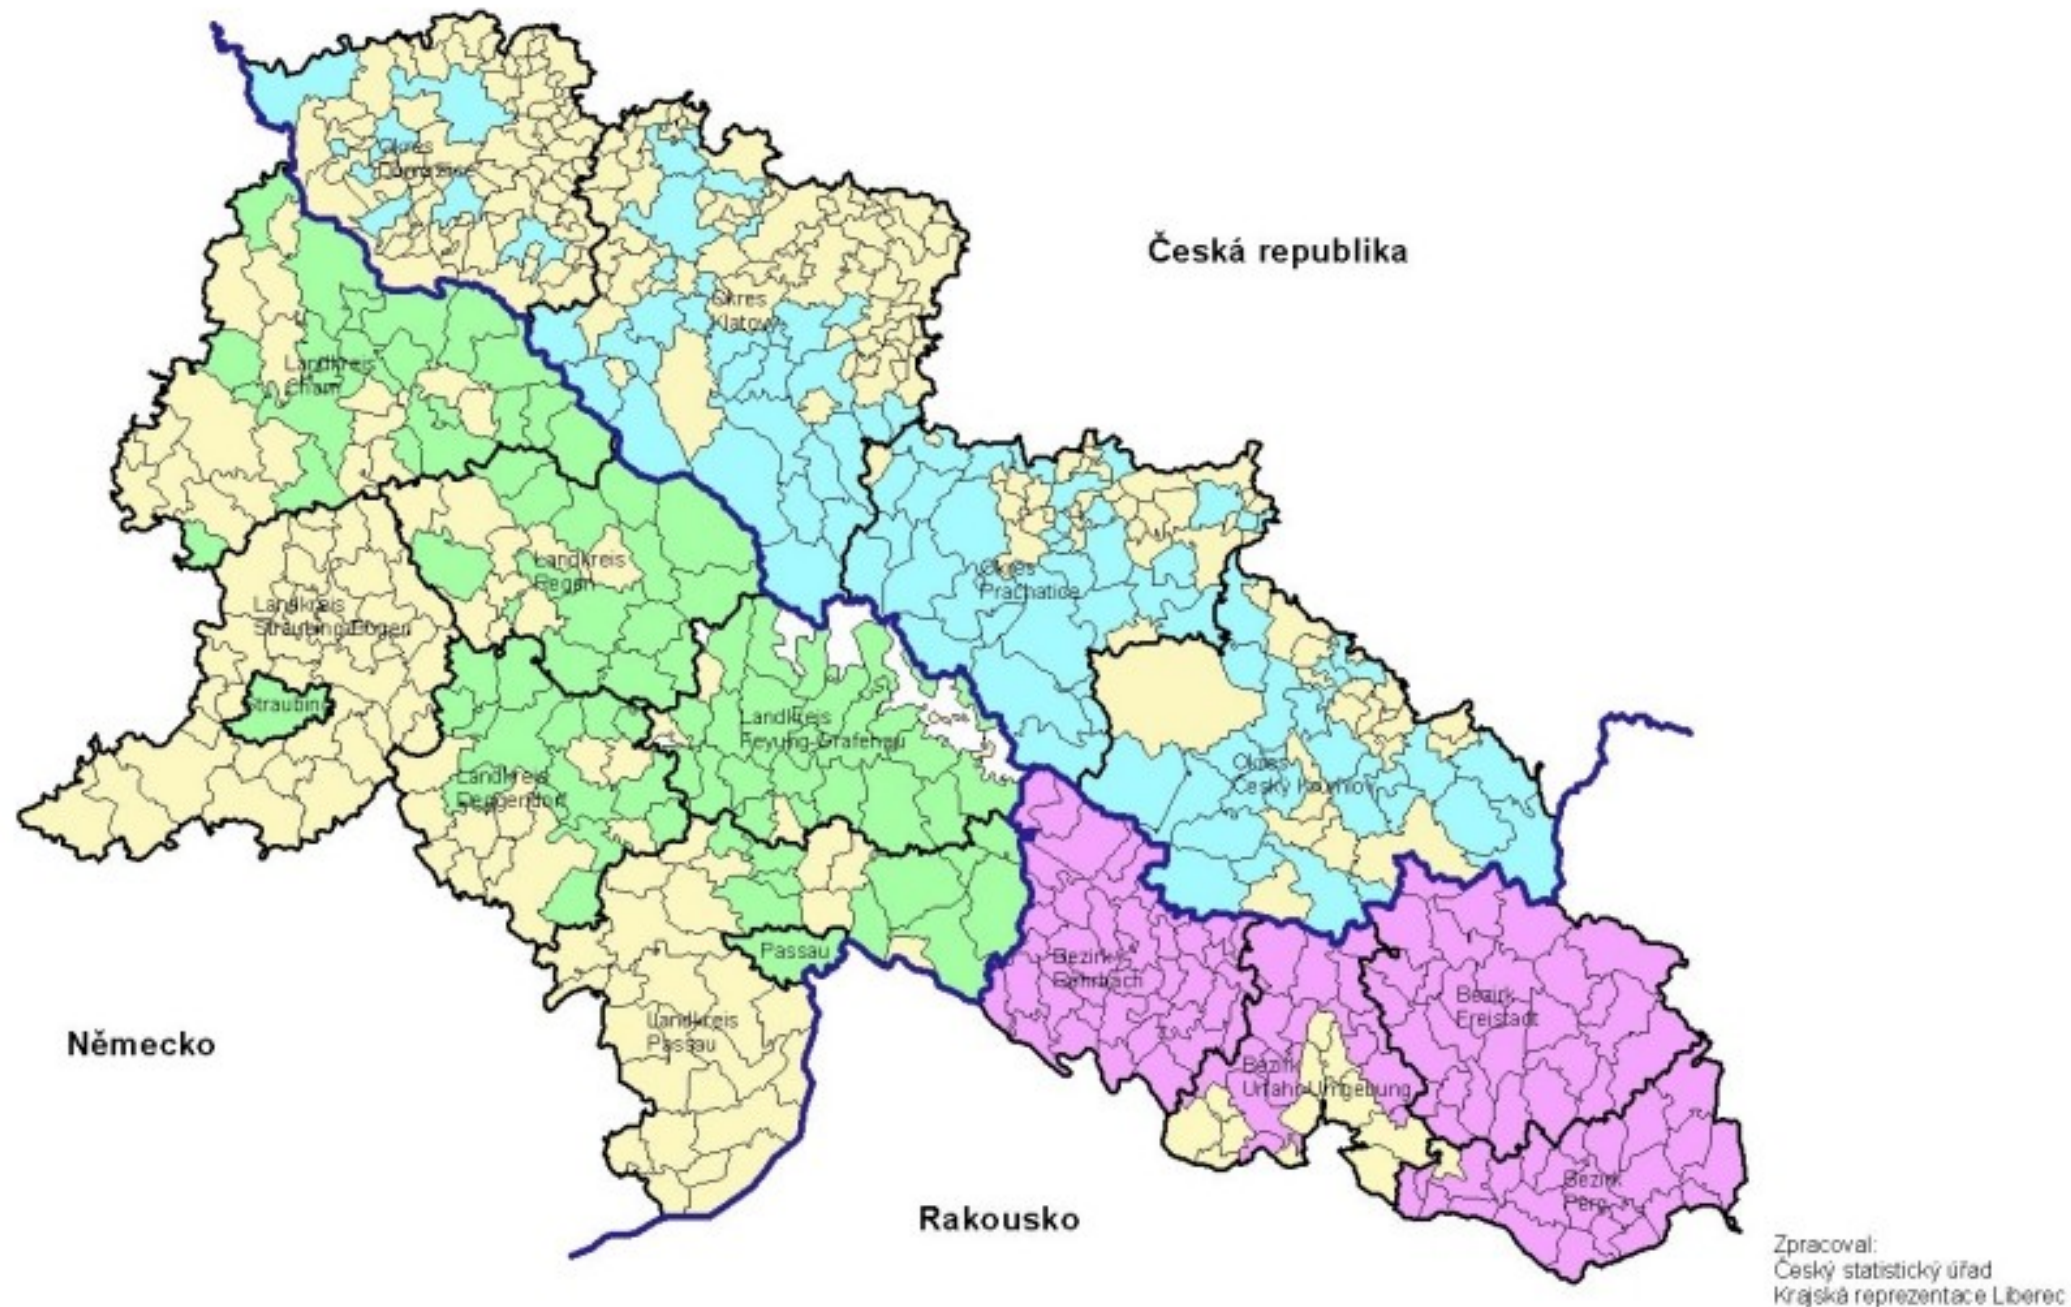 Okres
Domažlice
Česká republika
Okres
Klatovy
Landkreis
Cham
Landkreis
Regen
Okres
Prachatice
Landkreis
Straubing-Bogen
Straubing
Landkreis
Freyung-Grafenau
Landkreis
Deggendorf
Okres
Český Krumlov
Passau
Bezirk
Rohrbach
Bezirk
Freistadt
Landkreis
Passau
Německo
Bezirk
Urfahr-Umgebung
Bezirk
Perg
Rakousko
Zpracoval:
Český statistický úřad
Krajská reprezentace Liberec